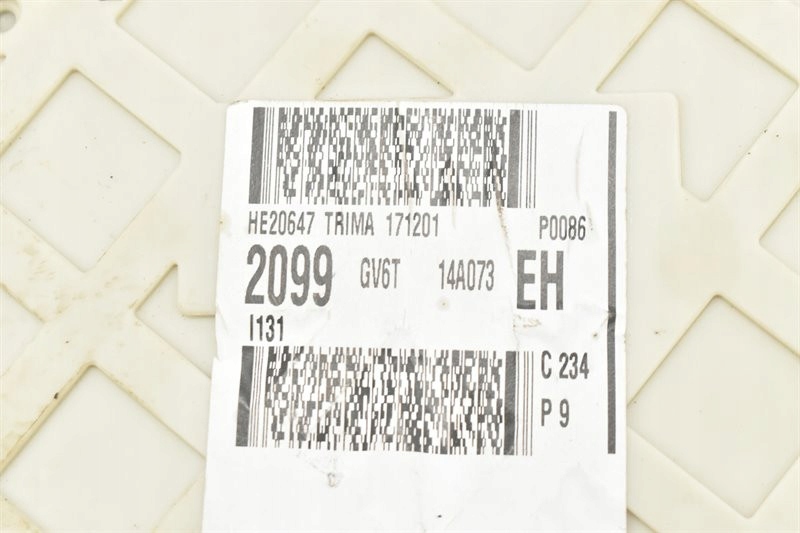 HE20647 TRIMA 171201 P0086
2099 GV6T 14A073 EH
I131
C 234
P 9